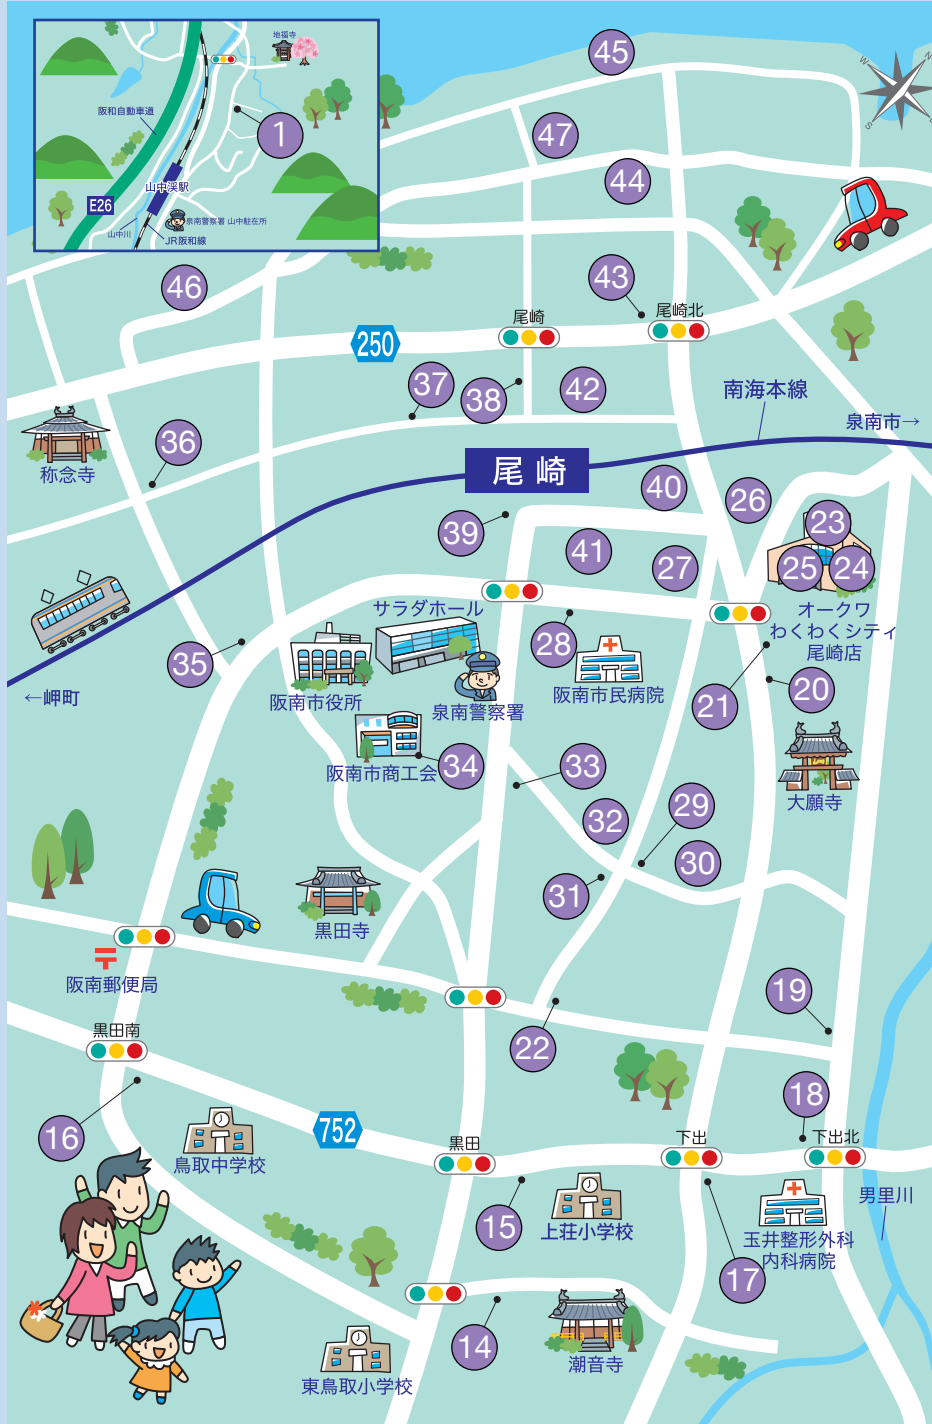 地福寺
阪和自動車道
1
山中渓駅
E26
泉南警察署 山中駐在所
山中川
JR阪和線
45
W
N
S
47
44
46
43
尾崎
尾崎北
250
37
38
42
南海本線
泉南市→
称念寺
36
尾崎
40
26
23
39
41
27
25
24
サラダホール
オークワ
わくわくシティ
尾崎店
35
28
←岬町
阪南市役所
泉南警察署
阪南市民病院
21
20
阪南市商工会
34
33
大願寺
32
29
30
31
黒田寺
阪南郵便局
19
黒田南
22
18
16
752
黒田
下出
下出北
鳥取中学校
15
上荘小学校
男里川
玉井整形外科
内科病院
17
14
潮音寺
東鳥取小学校